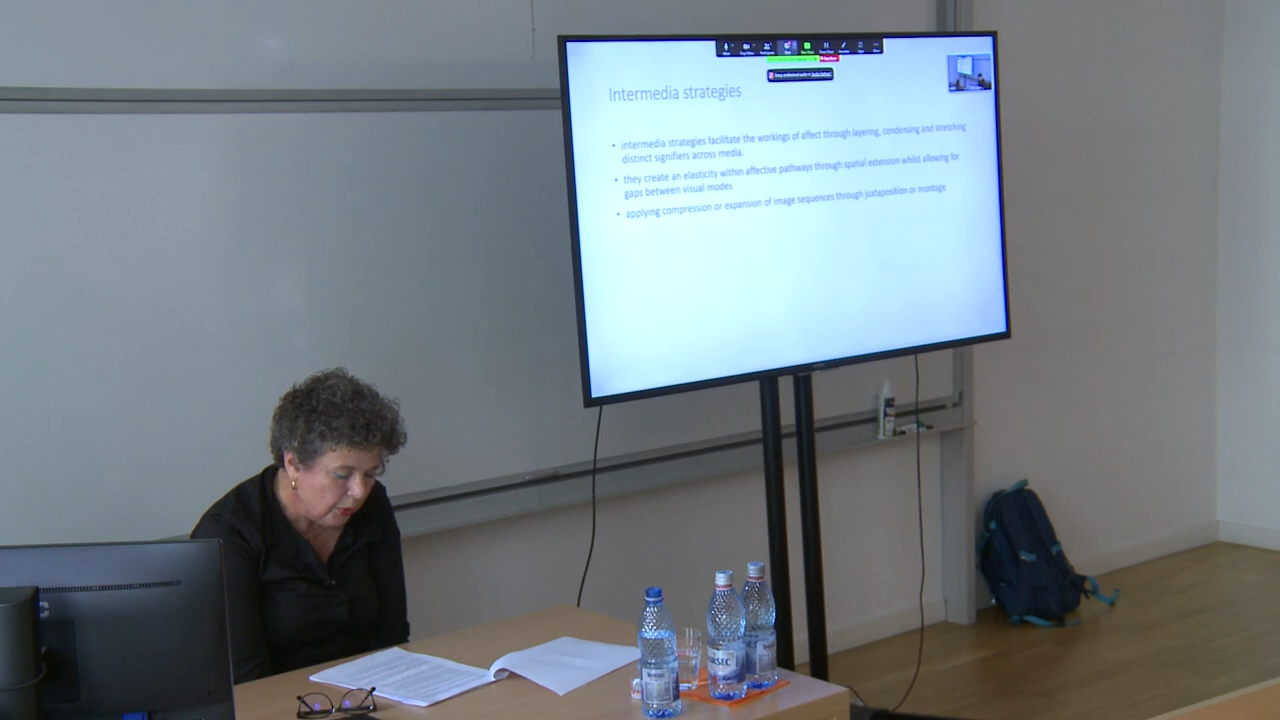 Intermedia strategies
• intermedia strategies facilitate the workings of affect through layering, condensing and stretching
distinct signifiers across media.
• they create an elasticity within affective pathways through spatial extension whilst allowing for
gaps between visual modes
• applying compression or expansion of image sequences through juxtaposition or montage